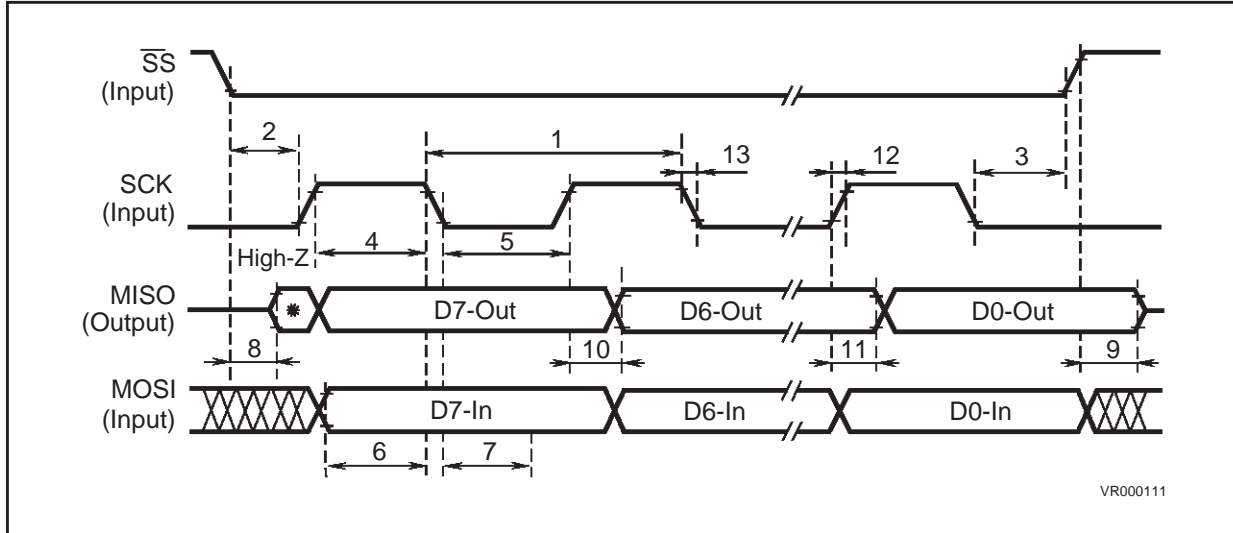 SS
(Input)
2
1
13
12
3
SCK
(Input)
High-Z
4
5
MISO
(Output)
*
D7-Out
D6-Out
D0-Out
8
10
11
9
MOSI
(Input)
D7-In
D6-In
D0-In
6
7
VR000111